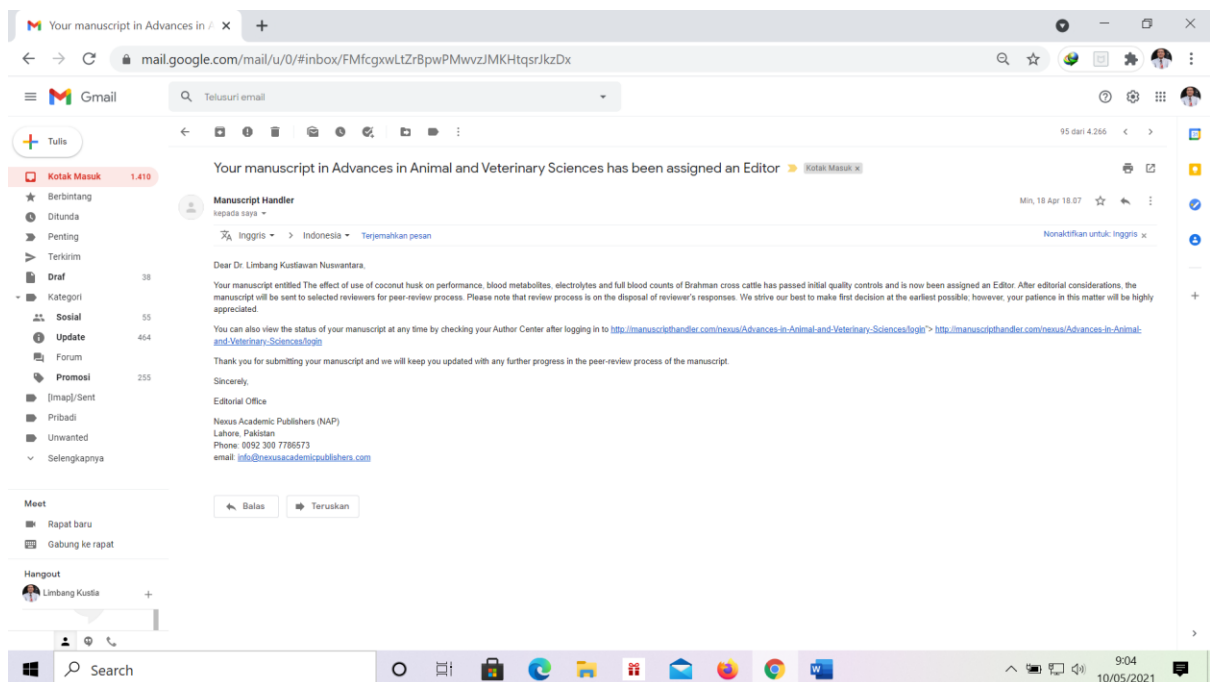 Your manuscript in Advances in A
mail.google.com/mail/u/0/#inbox/FMfcgxwLtZrBpwPMwvzJMKHtqsrJkzDx
Gmail
Telusuri email
Tulis
95 dari 4.266
Your manuscript in Advances in Animal and Veterinary Sciences has been assigned an Editor
Kotak Masuk x
Kotak Masuk 1.410
Berbintang
Ditunda
Penting
Terkirim
Draf 38
Kategori
Sosial 55
Update 464
Forum
Promosi 255
[Imap]/Sent
Pribadi
Unwanted
Selengkapnya
Manuscript Handler
Min, 18 Apr 18.07
kepada saya
Inggris > Indonesia Terjemahkan pesan
Nonaktifkan untuk: Inggris x
Dear Dr. Limbang Kustiawan Nuswantara,
Your manuscript entitled The effect of use of coconut husk on performance, blood metabolites, electrolytes and full blood counts of Brahman cross cattle has passed initial quality controls and is now been assigned an Editor. After editorial considerations, the
manuscript will be sent to selected reviewers for peer-review process. Please note that review process is on the disposal of reviewer's responses. We strive our best to make first decision at the earliest possible; however, your patience in this matter will be highly
appreciated.
You can also view the status of your manuscript at any time by checking your Author Center after logging in to http://manuscripthandler.com/nexus/Advances-in-Animal-and-Veterinary-Sciences/login"> http://manuscripthandler.com/nexus/Advances-in-Animal-
and-Veterinary-Sciences/login
Thank you for submitting your manuscript and we will keep you updated with any further progress in the peer-review process of the manuscript.
Sincerely,
Editorial Office
Nexus Academic Publishers (NAP)
Lahore, Pakistan
Phone: 0092 300 7786573
email: info@nexusacademicpublishers.com
Balas
Teruskan
Meet
Rapat baru
Gabung ke rapat
Hangout
Limbang Kustia
Search
9:04
10/05/2021